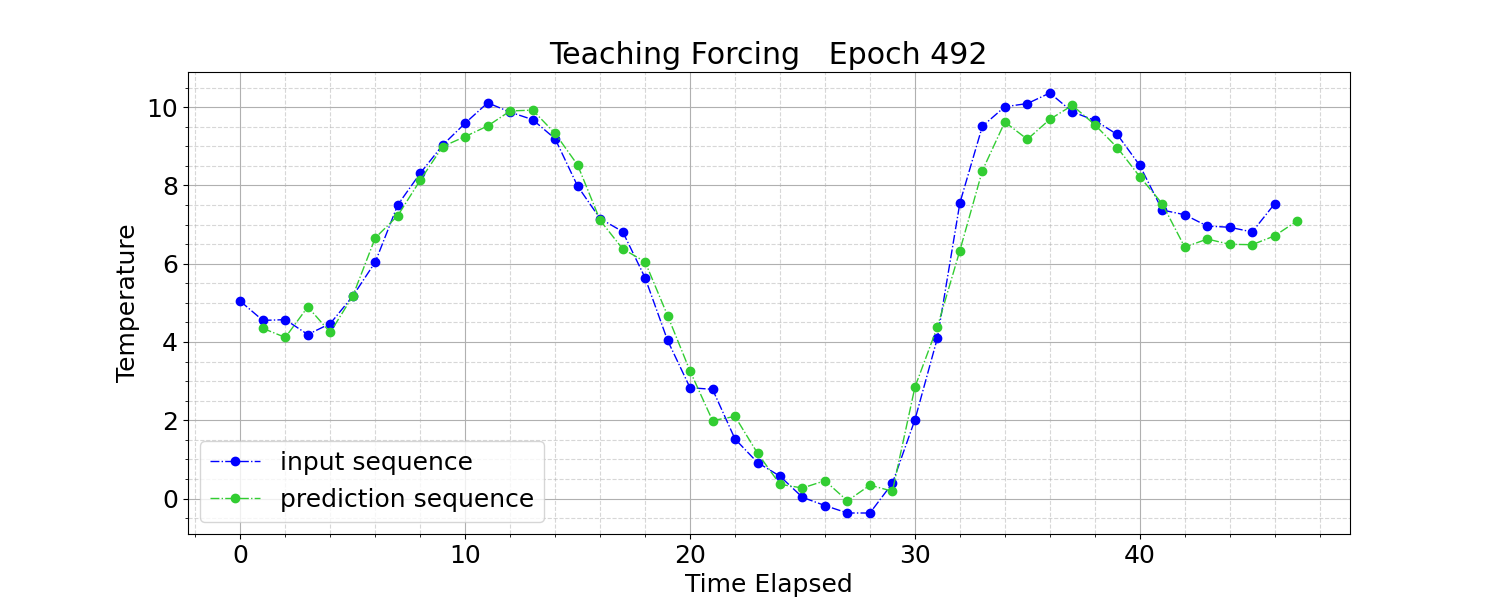 Teaching Forcing   Epoch 492
10
8
6
4
2
0
Temperature
input sequence
prediction sequence
0 10 20 30 40
Time Elapsed